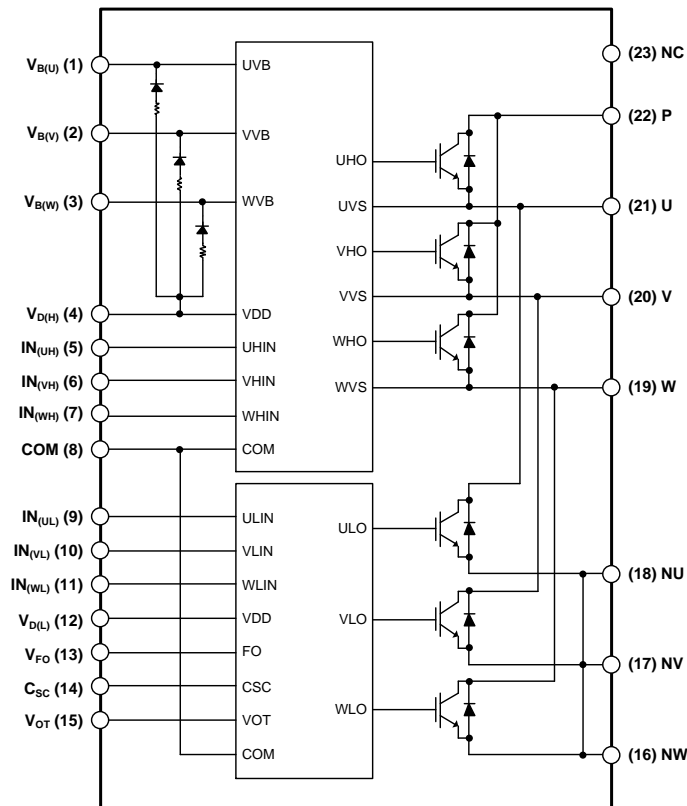 V_B(U) (1)
V_B(V) (2)
V_B(W) (3)
V_D(H) (4)
IN_(UH) (5)
IN_(VH) (6)
IN_(WH) (7)
COM (8)
IN_(UL) (9)
IN_(VL) (10)
IN_(WL) (11)
V_D(L) (12)
V_FO (13)
C_SC (14)
V_OT (15)
UVB
VVB
WVB
VDD
UHIN
VHIN
WHIN
COM
UHO
UVS
VHO
VVS
WHO
WVS
ULIN
VLIN
WLIN
VDD
FO
CSC
VOT
COM
ULO
VLO
WLO
(23) NC
(22) P
(21) U
(20) V
(19) W
(18) NU
(17) NV
(16) NW